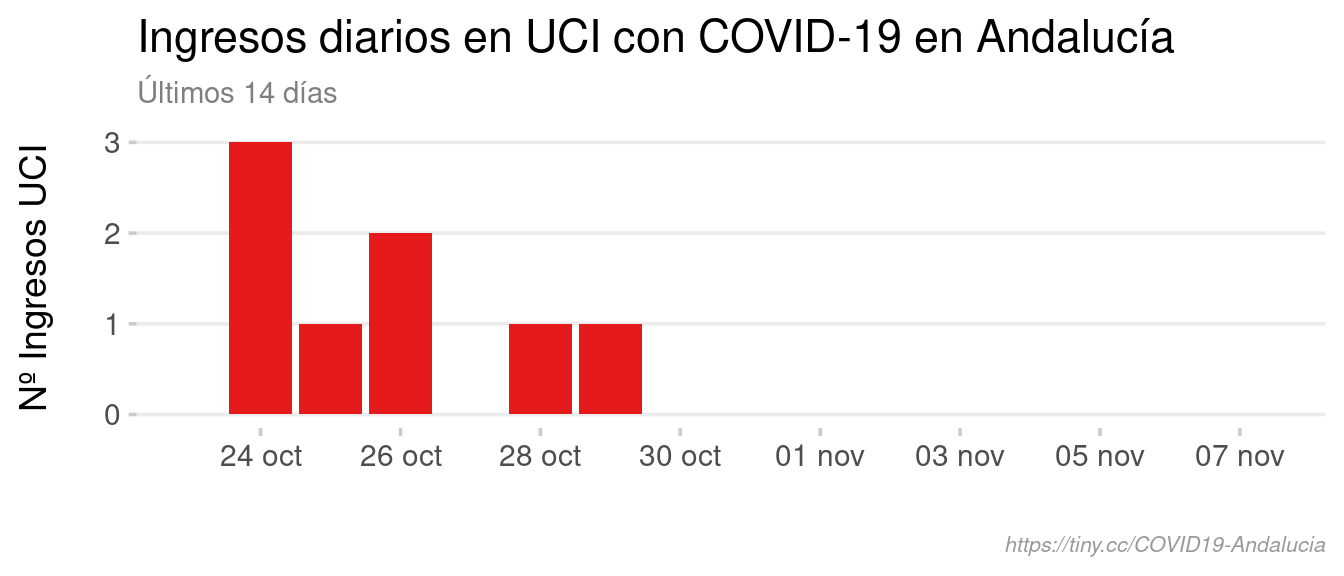 Ingresos diarios en UCI con COVID-19 en Andalucía
Últimos 14 días
Nº Ingresos UCI
3
2
1
0
24 oct
26 oct
28 oct
30 oct
01 nov
03 nov
05 nov
07 nov
https://tiny.cc/COVID19-Andalucia